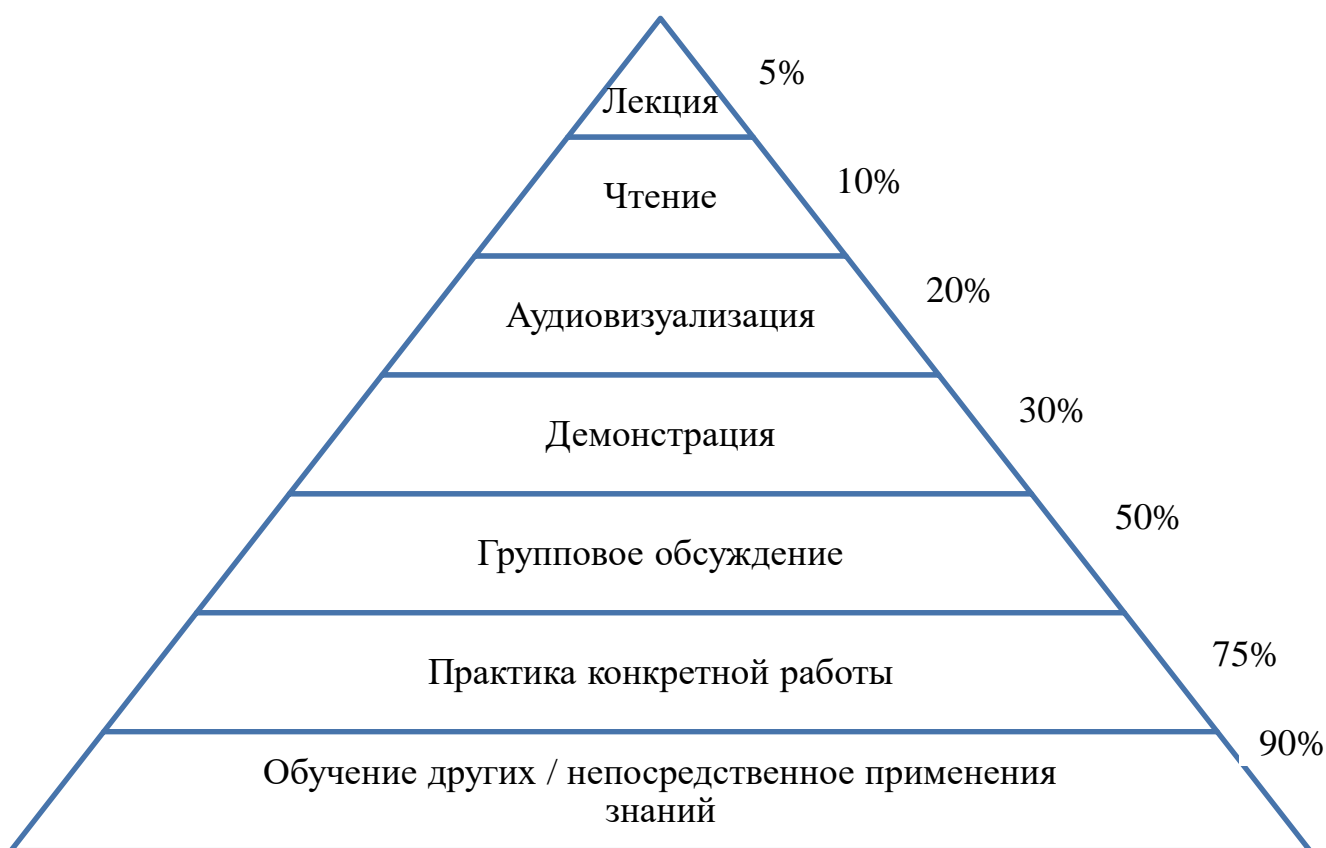 5%
Лекция
10%
Чтение
20%
Аудиовизуализация
30%
Демонстрация
50%
Групповое обсуждение
75%
Практика конкретной работы
90%
Обучение других / непосредственное применения
знаний